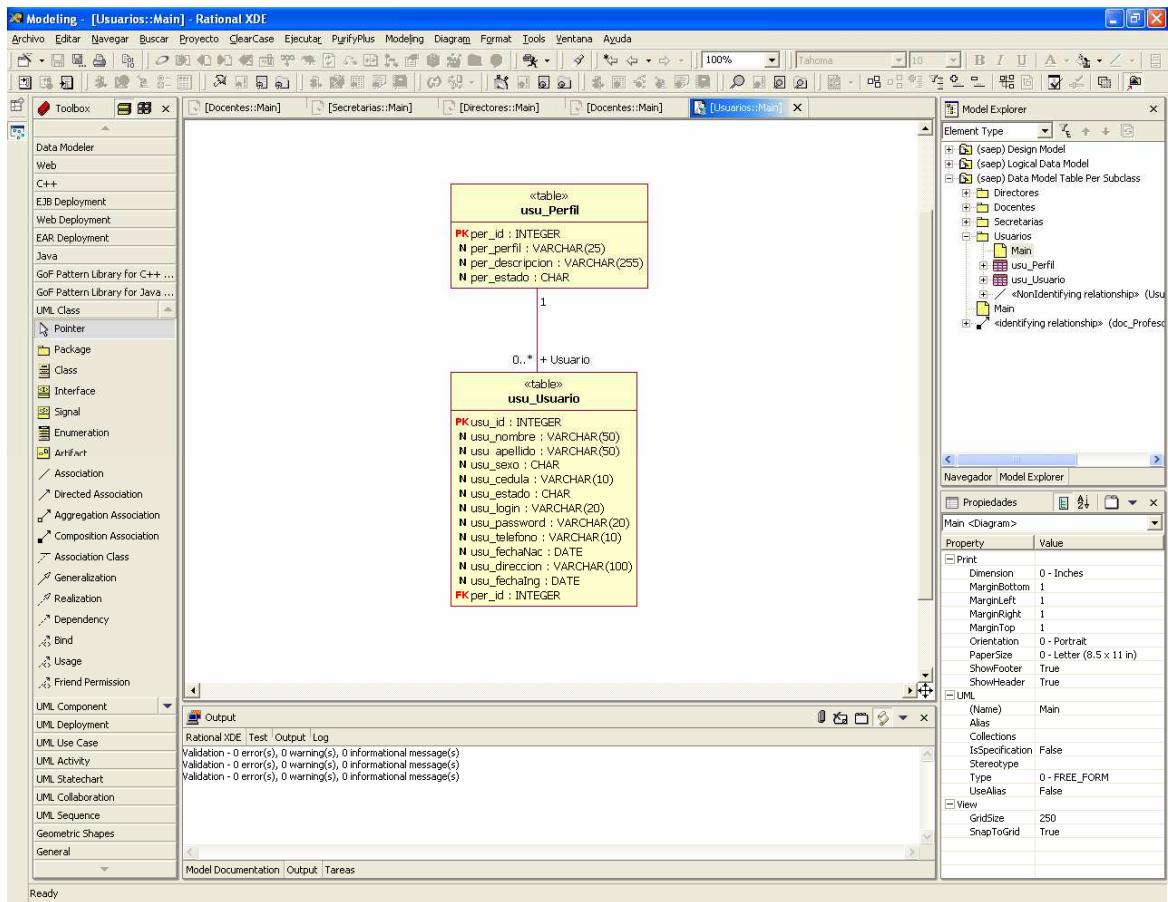 Modeling - [Usuarios::Main] - Rational XDE
Archivo Editar Navegar Buscar Proyecto ClearCase Ejecutar PurifyPlus Modeling Diagram Format Tools Ventana Ayuda
100% Tahoma 10 B I U A
Toolbox
Data Modeler
Web
C++
EJB Deployment
Web Deployment
EAR Deployment
Java
GoF Pattern Library for C++ ...
GoF Pattern Library for Java ...
UML Class
Pointer
Package
Class
Interface
Signal
Enumeration
Artifact
Association
Directed Association
Aggregation Association
Composition Association
Association Class
Generalization
Realization
Dependency
Bind
Usage
Friend Permission
UML Component
UML Deployment
UML Use Case
UML Activity
UML Statechart
UML Collaboration
UML Sequence
Geometric Shapes
General
[Docentes::Main] [Secretarias::Main] [Directores::Main] [Docentes::Main] [Usuarios::Main]
«table»
usu_Perfil
PK per_id : INTEGER
N per_perfil : VARCHAR(25)
N per_descripcion : VARCHAR(255)
N per_estado : CHAR
1
0..* + Usuario
«table»
usu_Usuario
PK usu_id : INTEGER
N usu_nombre : VARCHAR(50)
N usu_apellido : VARCHAR(50)
N usu_sexo : CHAR
N usu_cedula : VARCHAR(10)
N usu_estado : CHAR
N usu_login : VARCHAR(20)
N usu_password : VARCHAR(20)
N usu_telefono : VARCHAR(10)
N usu_fechaNac : DATE
N usu_direccion : VARCHAR(100)
N usu_fechaIng : DATE
FK per_id : INTEGER
Output
Rational XDE Test Output Log
Validation - 0 error(s), 0 warning(s), 0 informational message(s)
Validation - 0 error(s), 0 warning(s), 0 informational message(s)
Validation - 0 error(s), 0 warning(s), 0 informational message(s)
Model Documentation Output Tareas
Model Explorer
Element Type
(saep) Design Model
(saep) Logical Data Model
(saep) Data Model Table Per Subclass
Directores
Docentes
Secretarias
Usuarios
Main
usu_Perfil
usu_Usuario
«NonIdentifying relationship» (Usu
Main
«identifying relationship» (doc_Profeso
Navegador Model Explorer
Propiedades
Main <Diagram>
Property Value
Print
Dimension 0 - Inches
MarginBottom 1
MarginLeft 1
MarginRight 1
MarginTop 1
Orientation 0 - Portrait
PaperSize 0 - Letter (8.5 x 11 in)
ShowFooter True
ShowHeader True
UML
(Name) Main
Alias
Collections
IsSpecification False
Stereotype
Type 0 - FREE_FORM
UseAlias False
View
GridSize 250
SnapToGrid True
Ready